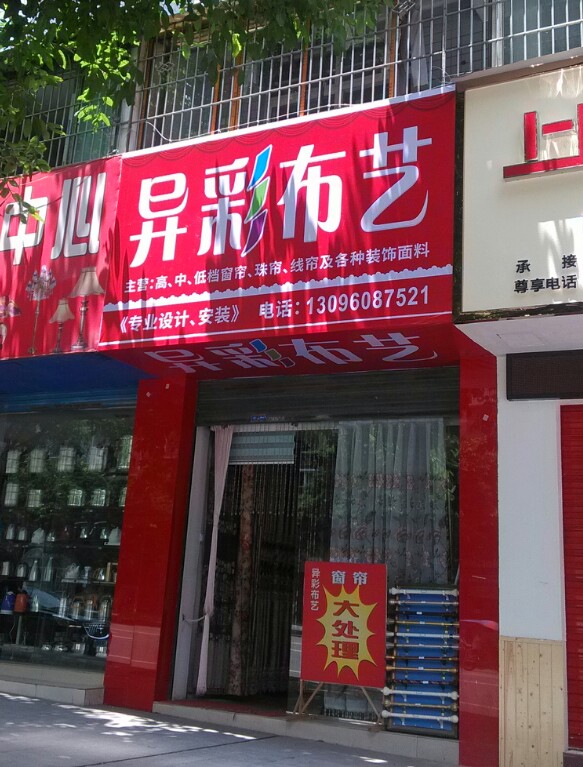 中心
异彩布艺
主营:高、中、低档窗帘、珠帘、线帘及各种装饰面料
《专业设计、安装》 电话:13096087521
异彩布艺
承 接
尊享电话
异彩布艺
窗帘
大处理